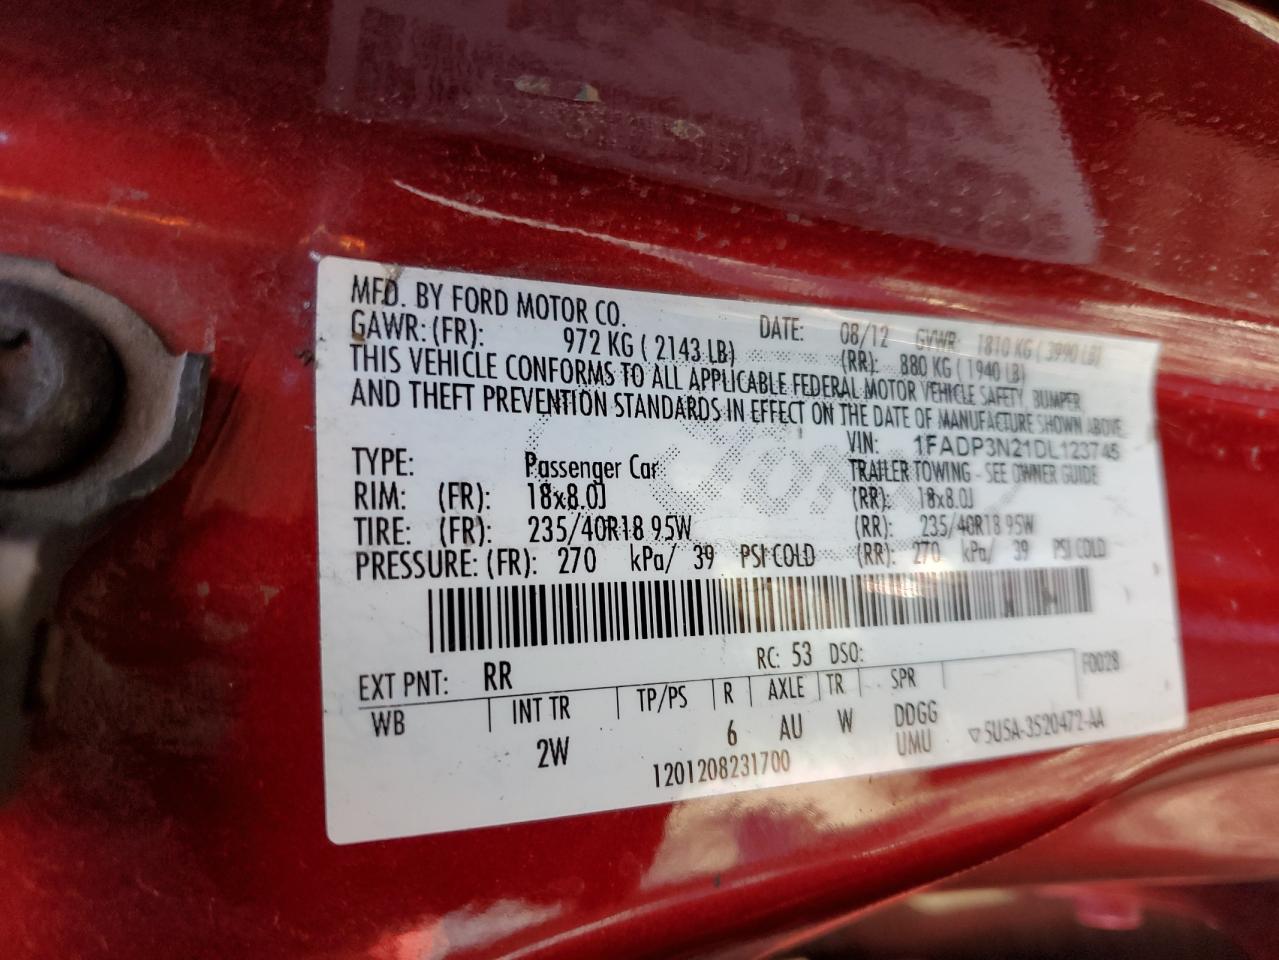 MFD. BY FORD MOTOR CO. DATE: 08/12 GVWR: 1810 KG ( 3990 LB)
GAWR: (FR): 972 KG ( 2143 LB) (RR): 880 KG ( 1940 LB)
THIS VEHICLE CONFORMS TO ALL APPLICABLE FEDERAL MOTOR VEHICLE SAFETY, BUMPER,
AND THEFT PREVENTION STANDARDS IN EFFECT ON THE DATE OF MANUFACTURE SHOWN ABOVE.
VIN: 1FADP3N21DL123745
TYPE: Passenger Car TRAILER TOWING - SEE OWNER GUIDE
RIM: (FR): 18x8.0J (RR): 18x8.0J
TIRE: (FR): 235/40R18 95W (RR): 235/40R18 95W
PRESSURE: (FR): 270 kPa/ 39 PSI COLD (RR): 270 kPa/ 39 PSI COLD
EXT PNT: RR RC: 53 DSO: F0028
WB INT TR TP/PS R AXLE TR SPR
2W 6 AU W DDGG
UMU ▽5U5A-3520472-AA
1201208231700